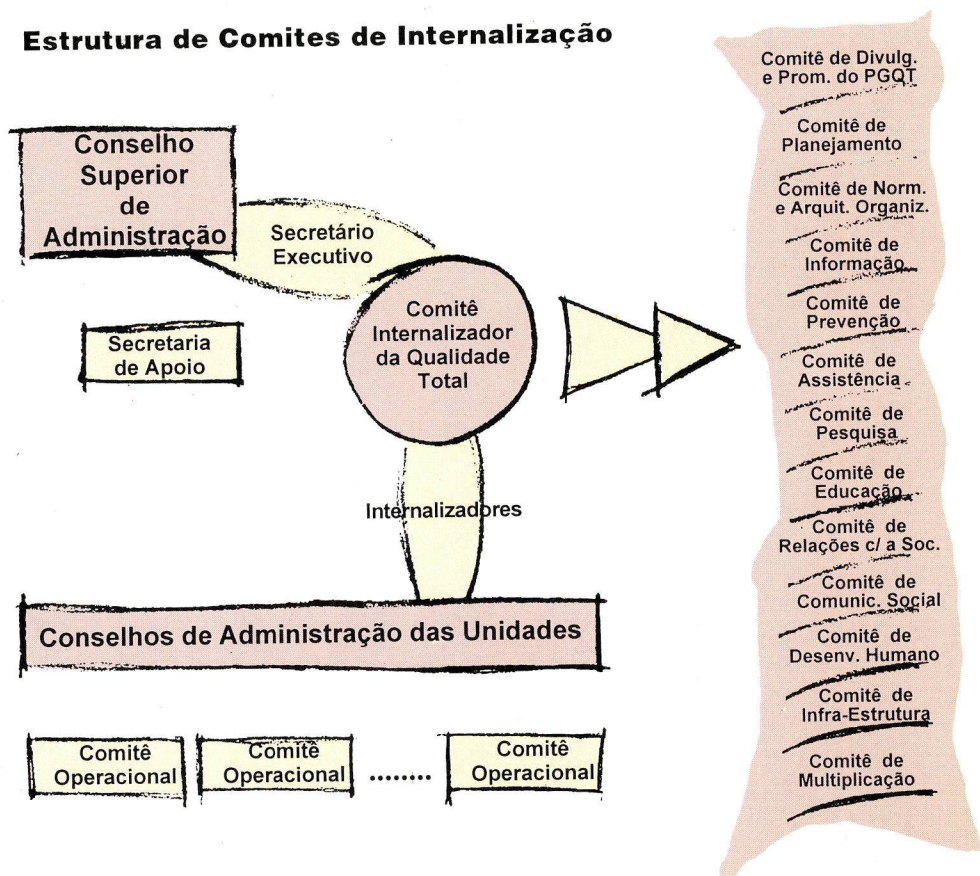 Estrutura de Comites de Internalização
Conselho
Superior
de
Administração
Secretário
Executivo
Comitê
Internalizador
da Qualidade
Total
Secretaria
de Apoio
Internalizadores
Conselhos de Administração das Unidades
Comitê
Operacional
Comitê
Operacional
........
Comitê
Operacional
Comitê de Divulg.
e Prom. do PGQT
Comitê de
Planejamento
Comitê de Norm.
e Arquit. Organiz.
Comitê de
Informação
Comitê de
Prevenção
Comitê de
Assistência
Comitê de
Pesquisa
Comitê de
Educação
Comitê de
Relações c/ a Soc.
Comitê de
Comunic. Social
Comitê de
Desenv. Humano
Comitê de
Infra-Estrutura
Comitê de
Multiplicação